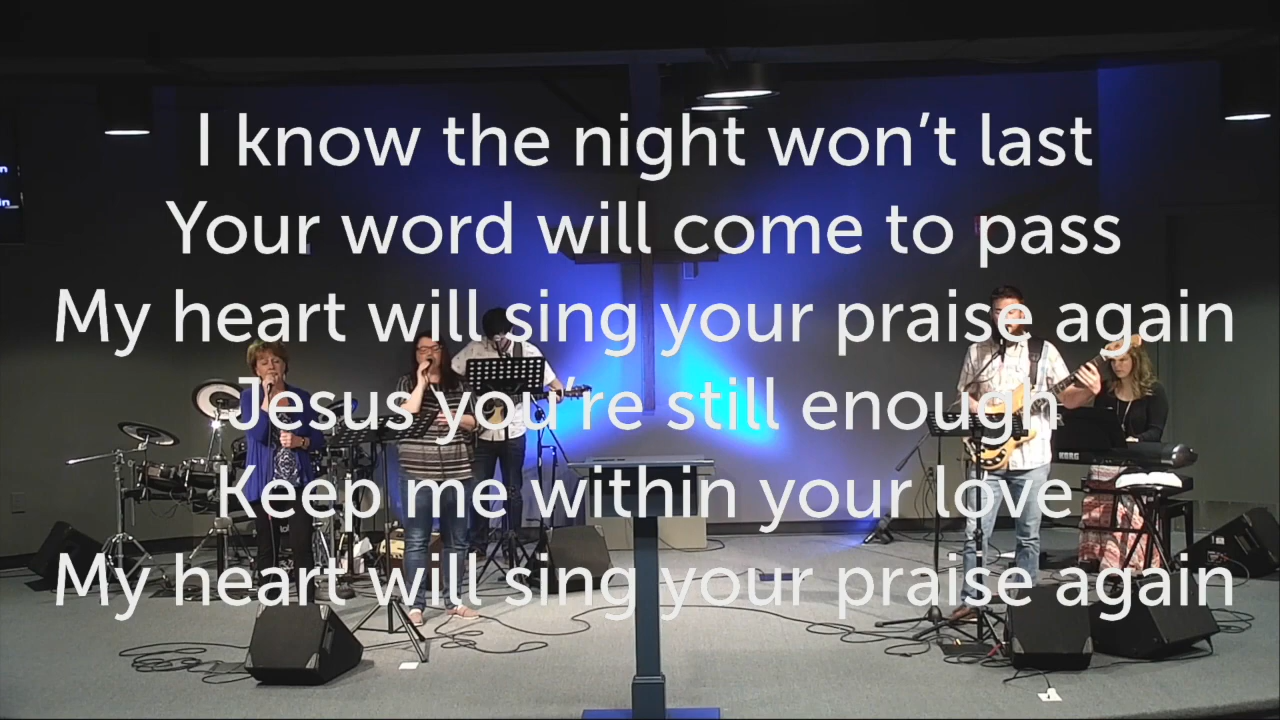 I know the night won't last
Your word will come to pass
My heart will sing your praise again
Jesus you're still enough
Keep me within your love
My heart will sing your praise again
KORG